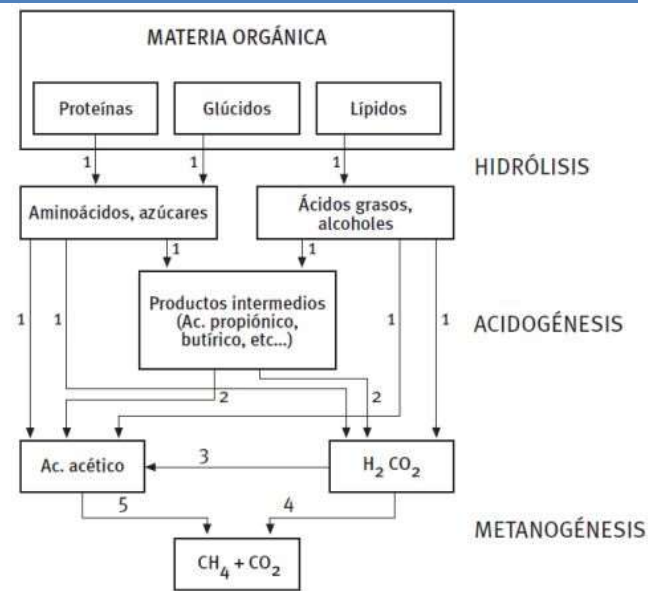 MATERIA ORGÁNICA
Proteínas
Glúcidos
Lípidos
1
1
1
HIDRÓLISIS
Aminoácidos, azúcares
Ácidos grasos,
alcoholes
1
1
Productos intermedios
(Ac. propiónico,
butírico, etc...)
1
1
1
1
ACIDOGÉNESIS
2
2
Ac. acético
3
H2 CO2
5
4
METANOGÉNESIS
CH4 + CO2